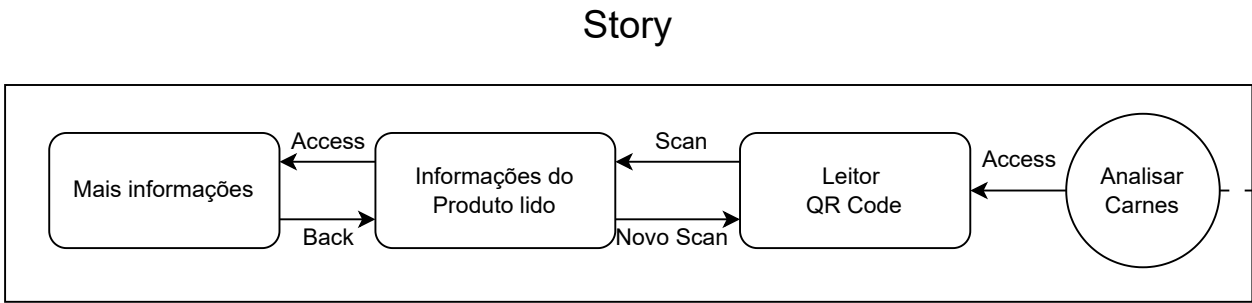 Story
Access
Scan
Access
Mais informações
Informações do
Produto lido
Leitor
QR Code
Analisar
Carnes
Back
Novo Scan